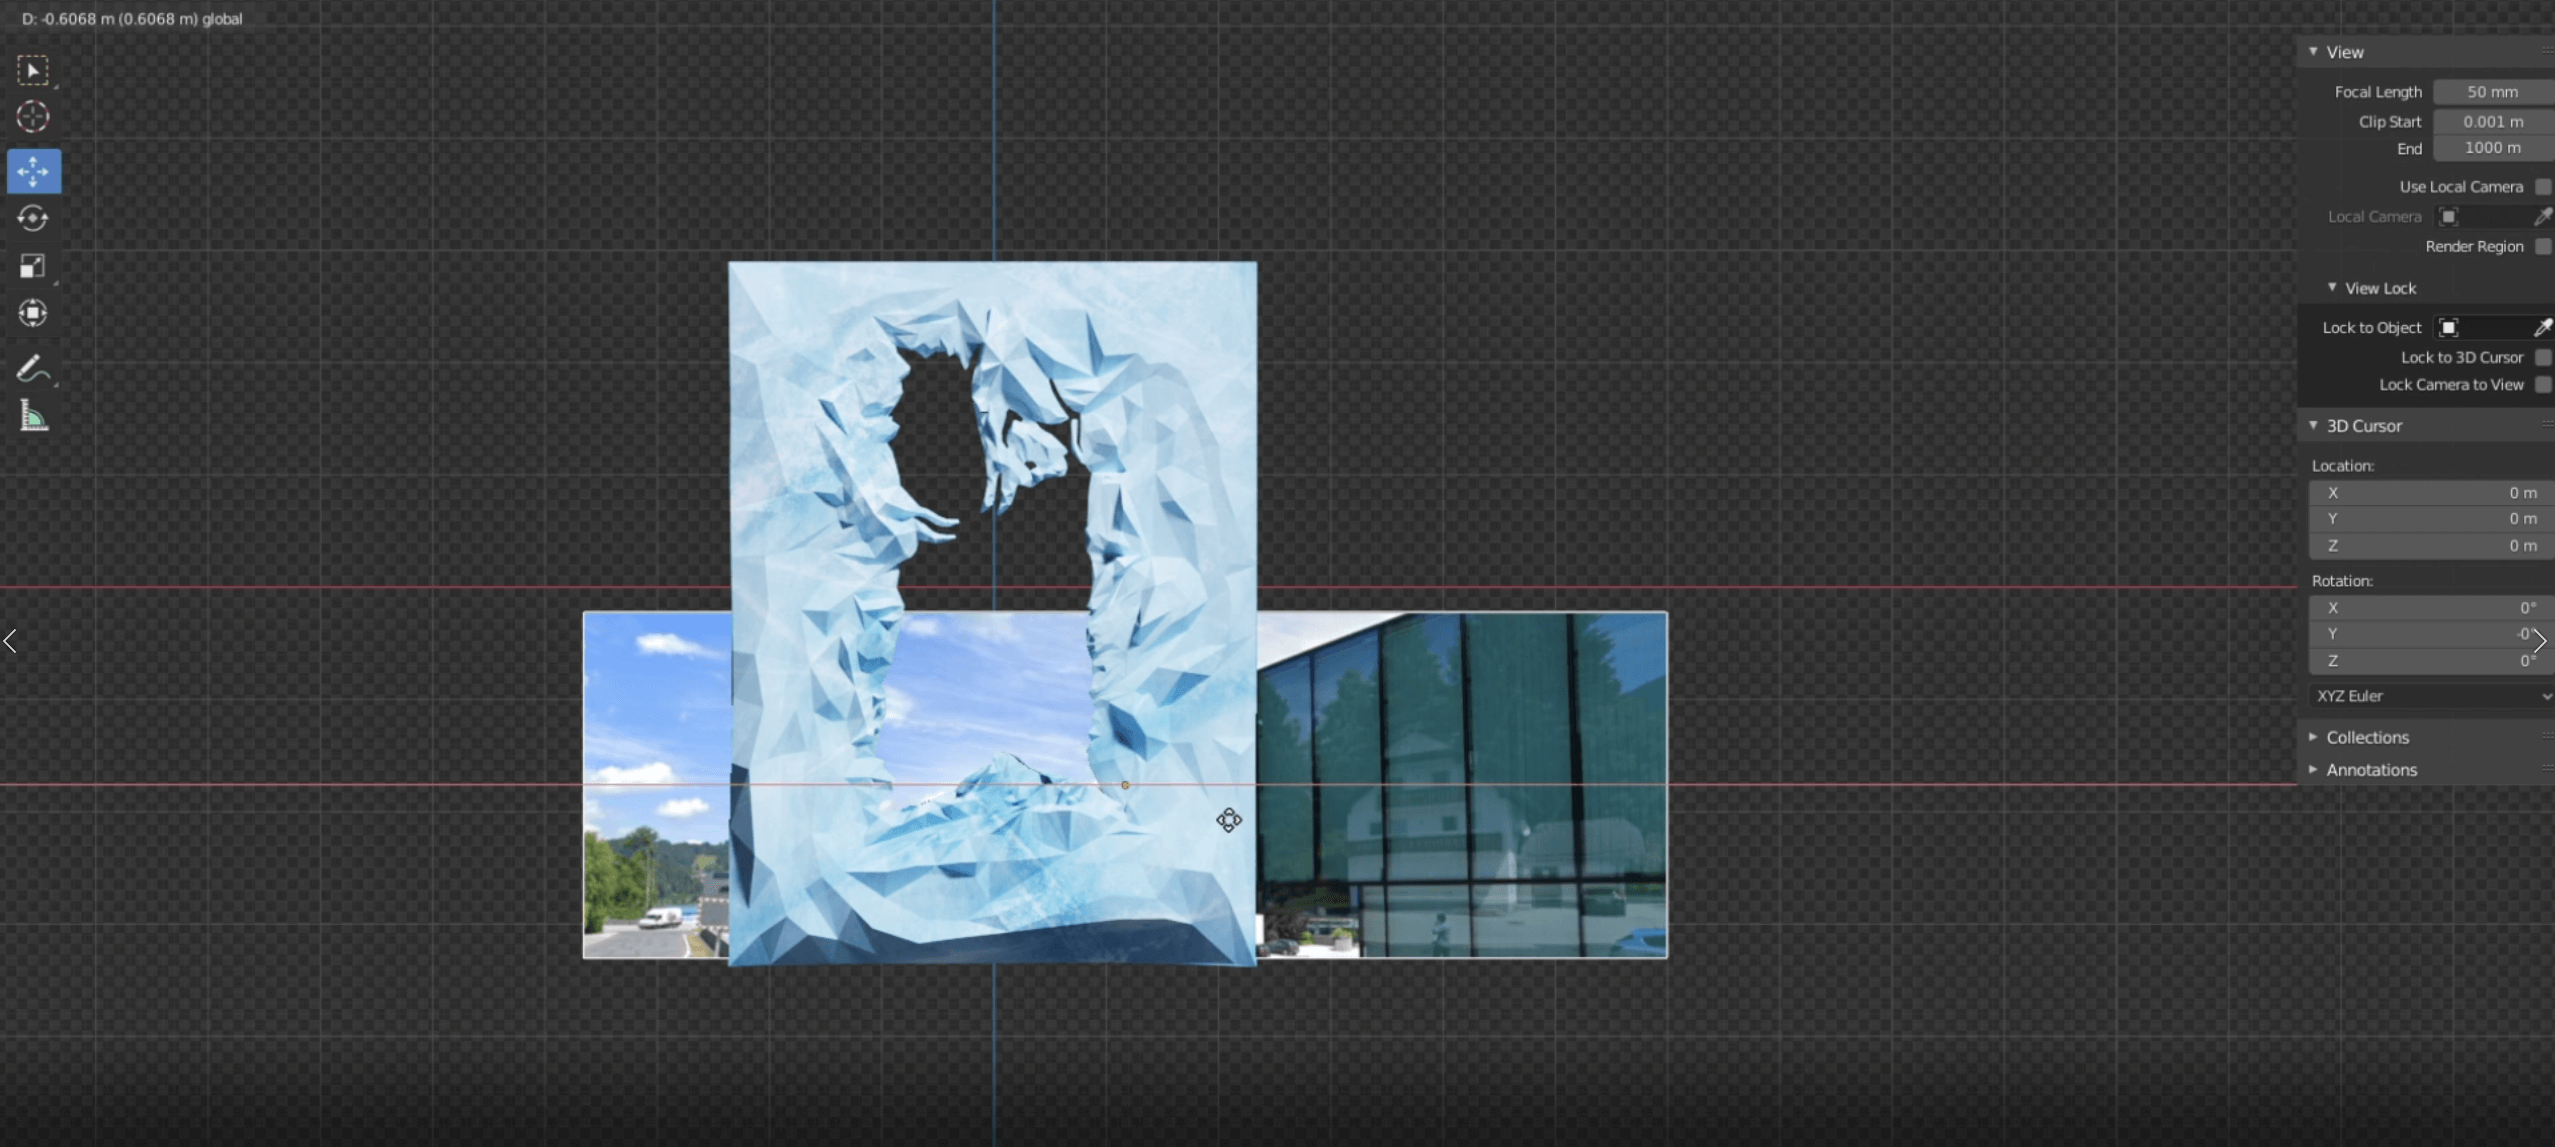 D: -0.6068 m (0.6068 m) global
View
Focal Length 50 mm
Clip Start 0.001 m
End 1000 m
Use Local Camera
Local Camera
Render Region
View Lock
Lock to Object
Lock to 3D Cursor
Lock Camera to View
3D Cursor
Location:
X 0 m
Y 0 m
Z 0 m
Rotation:
X 0°
Y -0°
Z 0°
XYZ Euler
Collections
Annotations